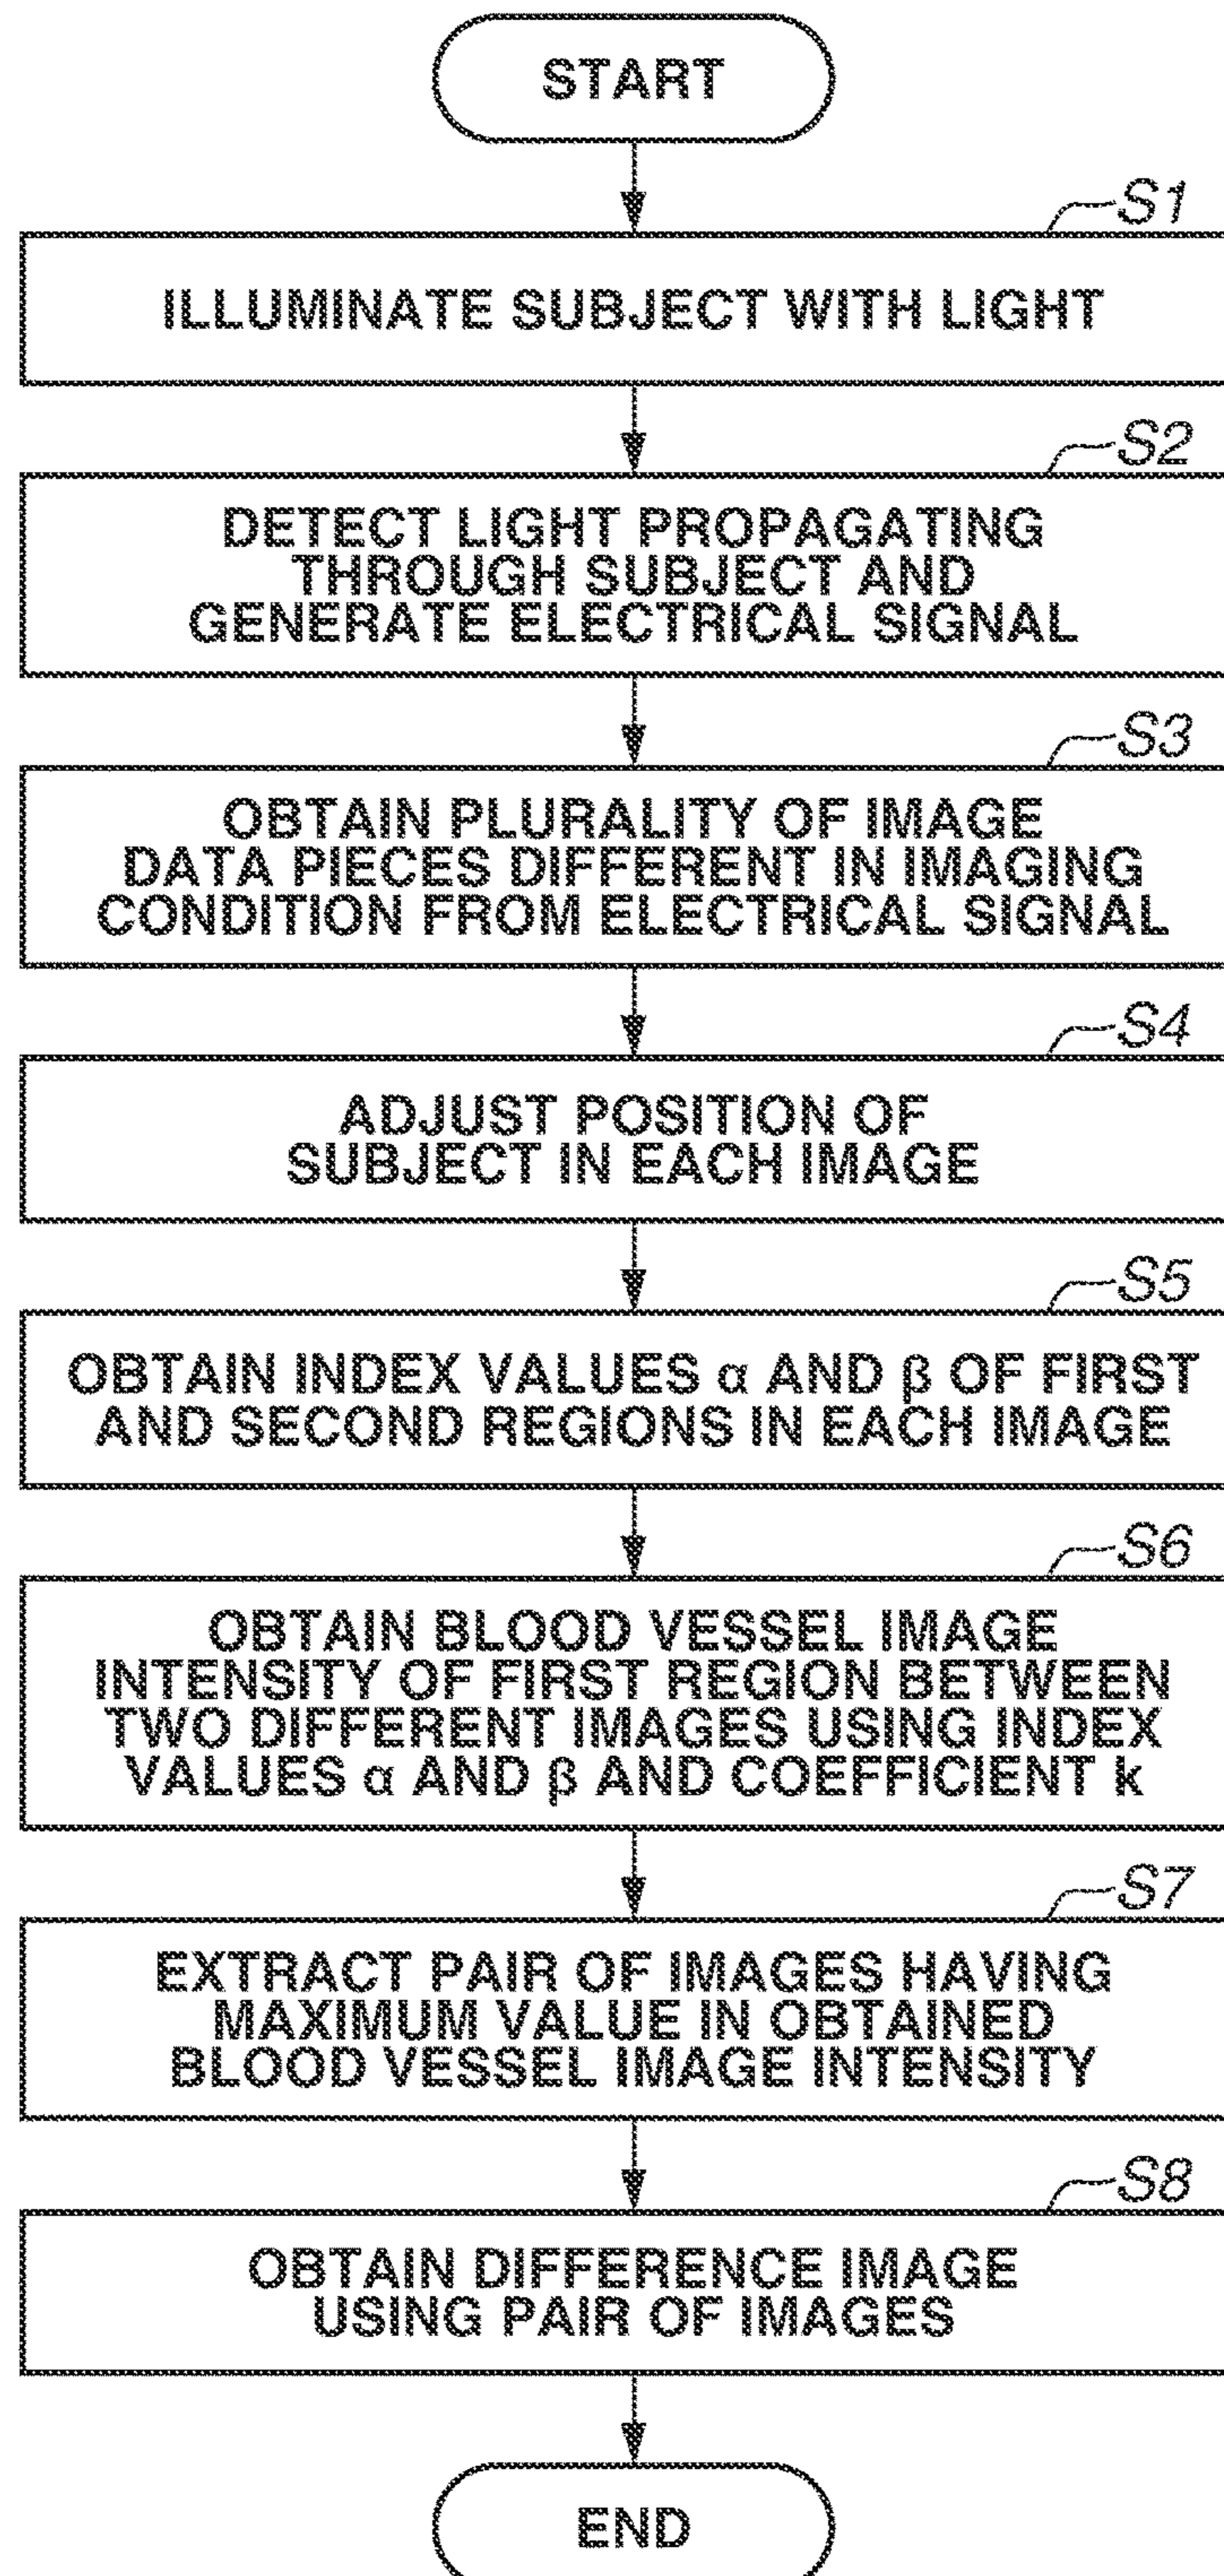 START
S1
ILLUMINATE SUBJECT WITH LIGHT
S2
DETECT LIGHT PROPAGATING
THROUGH SUBJECT AND
GENERATE ELECTRICAL SIGNAL
S3
OBTAIN PLURALITY OF IMAGE
DATA PIECES DIFFERENT IN IMAGING
CONDITION FROM ELECTRICAL SIGNAL
S4
ADJUST POSITION OF
SUBJECT IN EACH IMAGE
S5
OBTAIN INDEX VALUES α AND β OF FIRST
AND SECOND REGIONS IN EACH IMAGE
S6
OBTAIN BLOOD VESSEL IMAGE
INTENSITY OF FIRST REGION BETWEEN
TWO DIFFERENT IMAGES USING INDEX
VALUES α AND β AND COEFFICIENT k
S7
EXTRACT PAIR OF IMAGES HAVING
MAXIMUM VALUE IN OBTAINED
BLOOD VESSEL IMAGE INTENSITY
S8
OBTAIN DIFFERENCE IMAGE
USING PAIR OF IMAGES
END